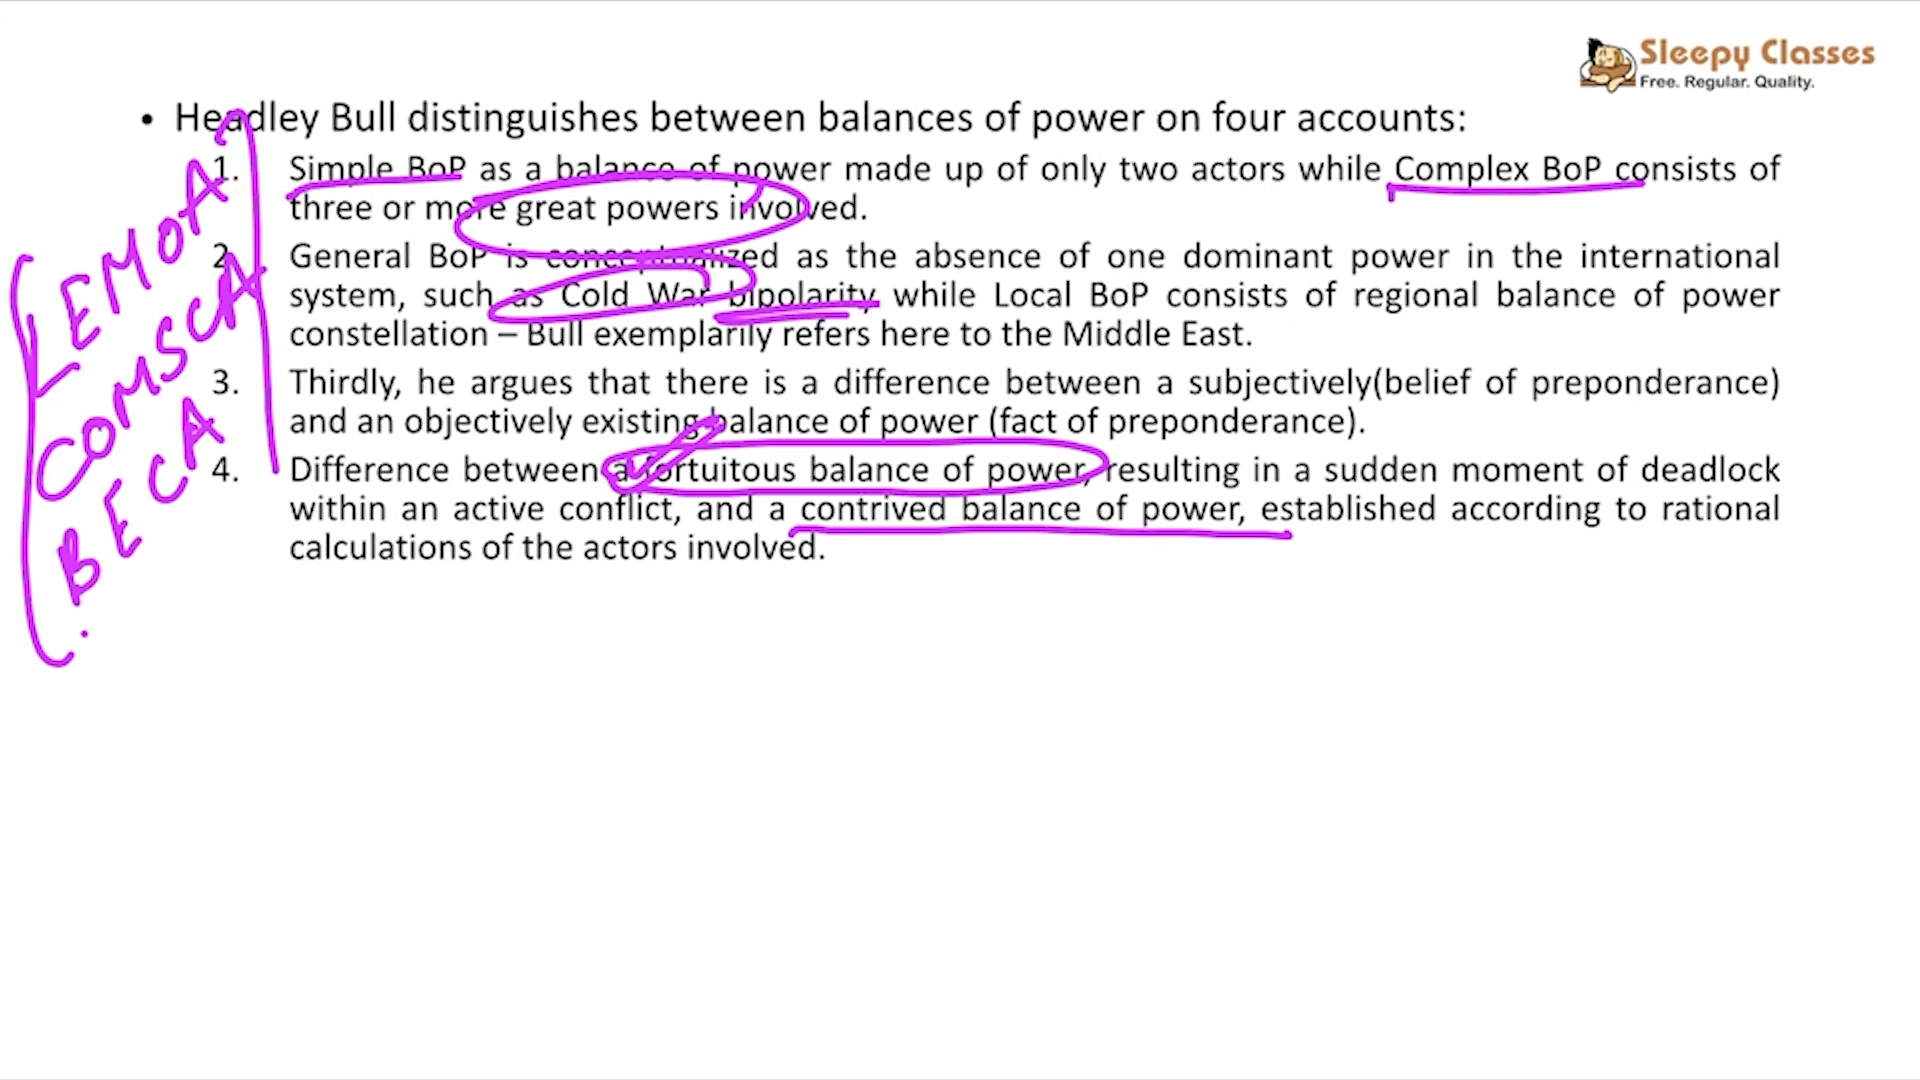 Sleepy Classes
Free. Regular. Quality.
• Headley Bull distinguishes between balances of power on four accounts:
1. Simple BoP as a balance of power made up of only two actors while Complex BoP consists of
three or more great powers involved.
2. General BoP is conceptualized as the absence of one dominant power in the international
system, such as Cold War bipolarity while Local BoP consists of regional balance of power
constellation – Bull exemplarily refers here to the Middle East.
3. Thirdly, he argues that there is a difference between a subjectively(belief of preponderance)
and an objectively existing balance of power (fact of preponderance).
4. Difference between a fortuitous balance of power, resulting in a sudden moment of deadlock
within an active conflict, and a contrived balance of power, established according to rational
calculations of the actors involved.
LEMOA
COMSCA
BECA